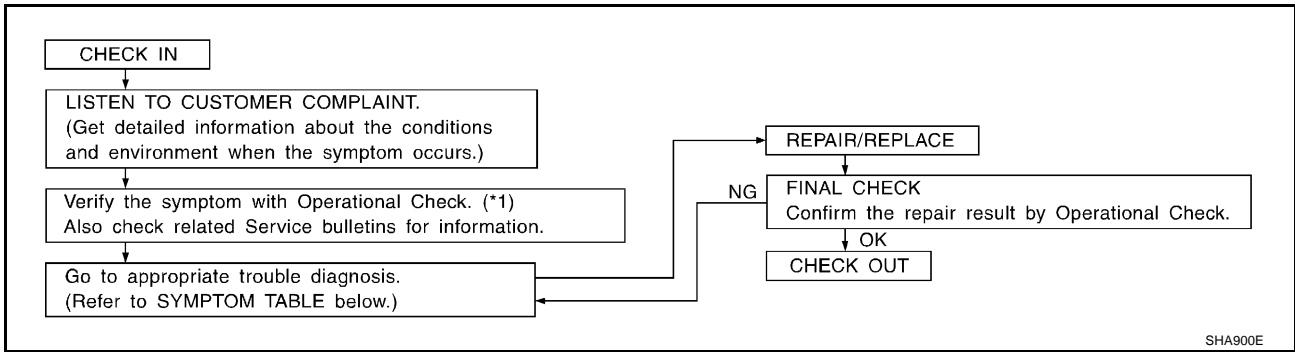 CHECK IN
LISTEN TO CUSTOMER COMPLAINT.
(Get detailed information about the conditions
and environment when the symptom occurs.)
Verify the symptom with Operational Check. (*1)
Also check related Service bulletins for information.
Go to appropriate trouble diagnosis.
(Refer to SYMPTOM TABLE below.)
REPAIR/REPLACE
NG
FINAL CHECK
Confirm the repair result by Operational Check.
OK
CHECK OUT
SHA900E